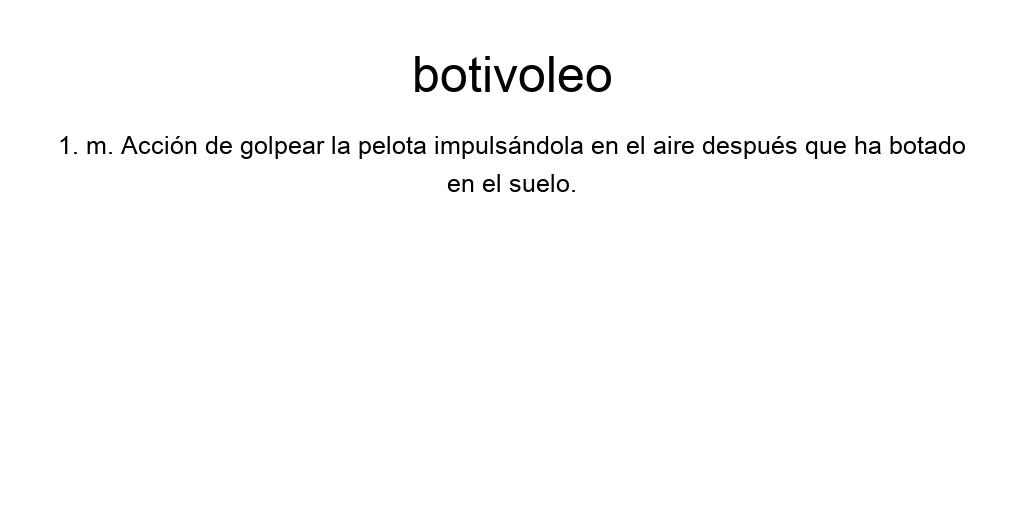 botivoleo
1. m. Acción de golpear la pelota impulsándola en el aire después que ha botado
en el suelo.